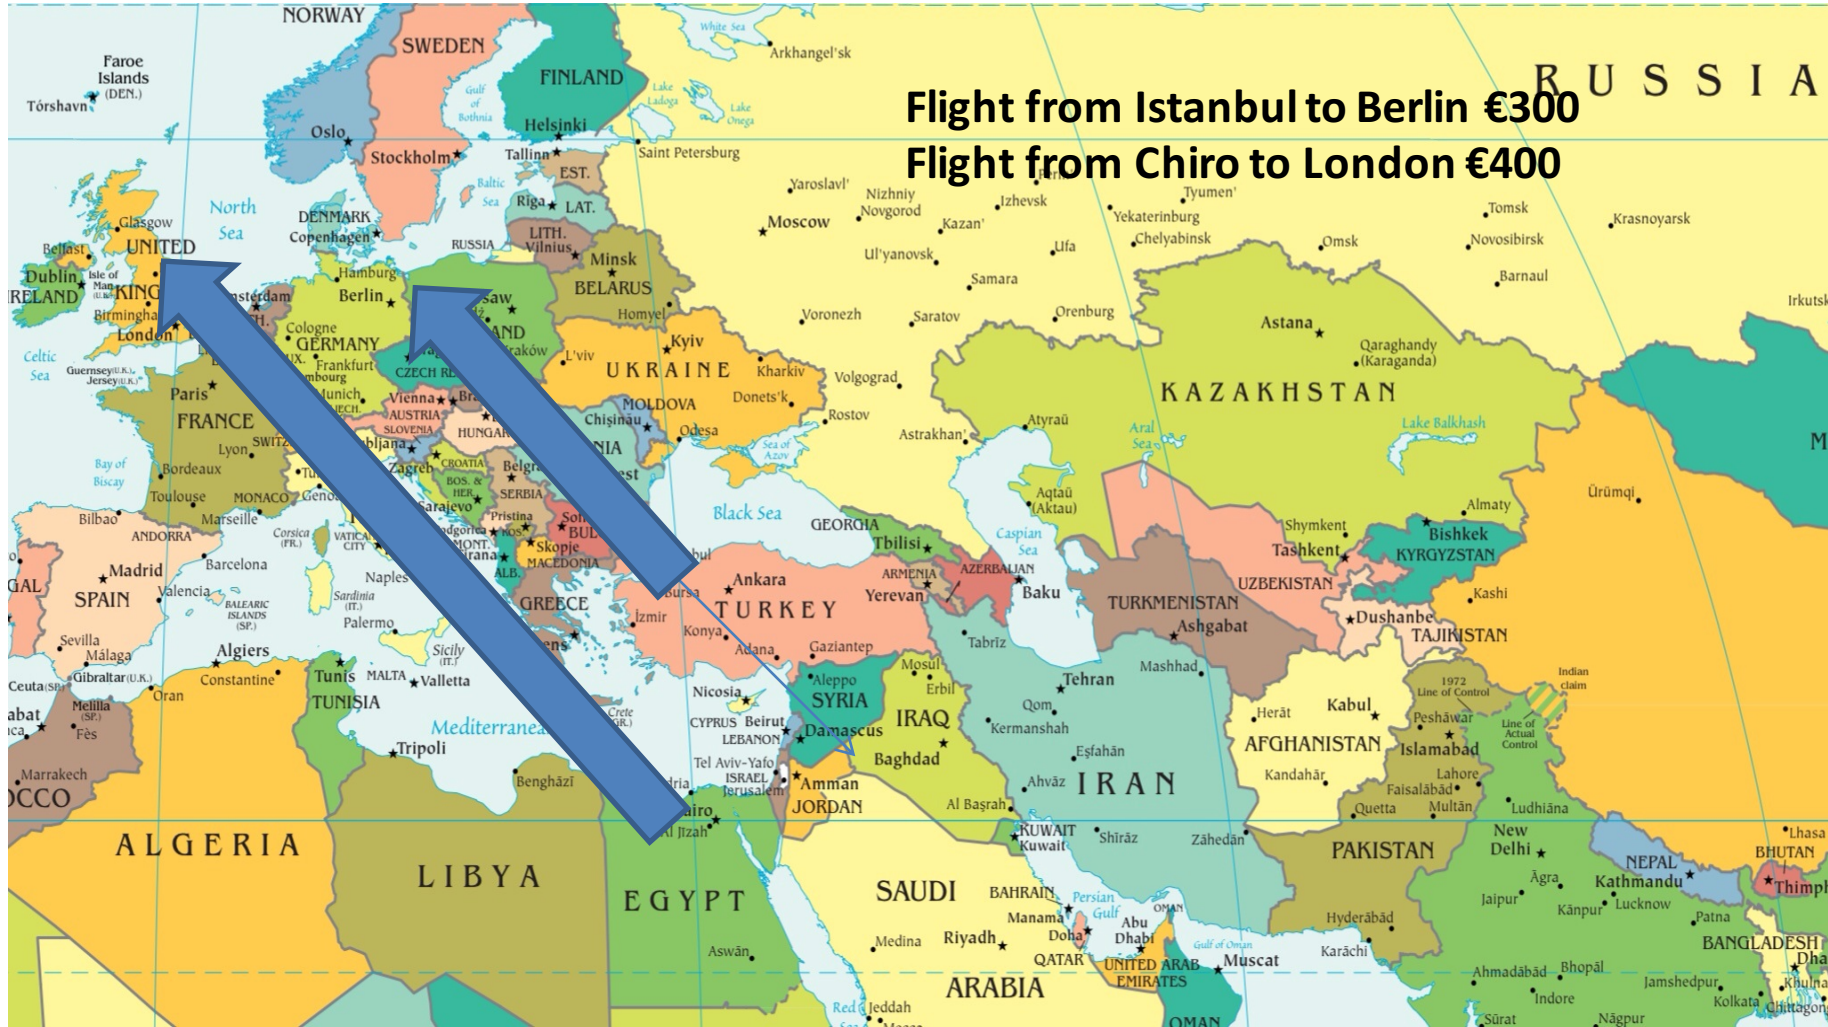 Flight from Istanbul to Berlin €300
Flight from Chiro to London €400
NORWAY
SWEDEN
FINLAND
RUSSIA
White Sea
Arkhangel'sk
Faroe
Islands
(DEN.)
Tórshavn
Gulf
of
Bothnia
Lake
Ladoga
Lake
Onega
Oslo
Stockholm
Helsinki
Tallinn
Saint Petersburg
EST.
Baltic
Sea
Riga
LAT.
LITH.
Vilnius
RUSSIA
Yaroslavl'
Nizhniy
Novgorod
Izhevsk
Tyumen'
Moscow
Kazan'
Yekaterinburg
Chelyabinsk
Ul'yanovsk
Ufa
Samara
Omsk
Tomsk
Novosibirsk
Krasnoyarsk
Barnaul
North
Sea
DENMARK
Copenhagen
Glasgow
UNITED
Belfast
Dublin
Isle of
Man
Hamburg
Berlin
Minsk
BELARUS
Homyel
Voronezh
Saratov
Orenburg
Astana
Qaraghandy
(Karaganda)
London
Cologne
GERMANY
Frankfurt
Celtic
Sea
Guernsey(U.K.)
Jersey(U.K.)
Paris
FRANCE
L'viv
Kyiv
UKRAINE
Kharkiv
Donets'k
Volgograd
Rostov
KAZAKHSTAN
Vienna
AUSTRIA
SLOVENIA
MOLDOVA
Chişinău
Odesa
Sea of
Azov
Astrakhan'
Atyraū
Aral
Sea
Lake Balkhash
Lyon
Bay of
Biscay
Bordeaux
Toulouse
MONACO
Marseille
Zagreb
CROATIA
BOS. &
HER.
Sarajevo
SERBIA
Pristina
Skopje
MACEDONIA
ALB.
Black Sea
GEORGIA
Tbilisi
Caspian
Sea
Aqtaū
(Aktau)
Almaty
Ürümqi
Shymkent
Bishkek
Tashkent
KYRGYZSTAN
Bilbao
ANDORRA
Corsica
(FR.)
Madrid
Barcelona
SPAIN
Valencia
BALEARIC
ISLANDS
(SP.)
Sardinia
(IT.)
Naples
Palermo
Sicily
(IT.)
GREECE
Ankara
TURKEY
İzmir
Konya
Adana
Gaziantep
ARMENIA
Yerevan
AZERBAIJAN
Baku
Tabrīz
TURKMENISTAN
Ashgabat
UZBEKISTAN
Dushanbe
TAJIKISTAN
Kashi
Sevilla
Málaga
Gibraltar(U.K.)
Algiers
Constantine
Oran
Tunis
TUNISIA
MALTA
Valletta
Melilla
(SP.)
Fès
Crete
Nicosia
CYPRUS
Beirut
LEBANON
Aleppo
SYRIA
Damascus
Mosul
Erbil
IRAQ
Baghdad
Tehran
Qom
Kermanshah
Mashhad
Eşfahān
Herāt
Kabul
AFGHANISTAN
Kandahār
1972
Line of Control
Peshāwar
Islamabad
Line of
Actual
Control
Indian
claim
Marrakech
Tripoli
Benghāzī
Tel Aviv-Yafo
ISRAEL
Jerusalem
Amman
JORDAN
Ahvāz
IRAN
Al Başrah
Lahore
Faisalābād
Quetta
Multān
Ludhiāna
ALGERIA
LIBYA
EGYPT
Al Jīzah
KUWAIT
Kuwait
Shīrāz
Zāhedān
PAKISTAN
New
Delhi
NEPAL
Kathmandu
Lhasa
BHUTAN
Aswān
SAUDI
ARABIA
BAHRAIN
Manama
Persian
Gulf
Medina
Riyadh
Doha
QATAR
Abu
Dhabi
OMAN
UNITED ARAB
EMIRATES
Gulf of Oman
Muscat
Hyderābād
Karāchi
Jaipur
Āgra
Kānpur
Lucknow
Patna
BANGLADESH
Ahmadābād
Bhopāl
Indore
Jamshedpur
Kolkata
Jeddah
OMAN
Sūrat
Nāgpur